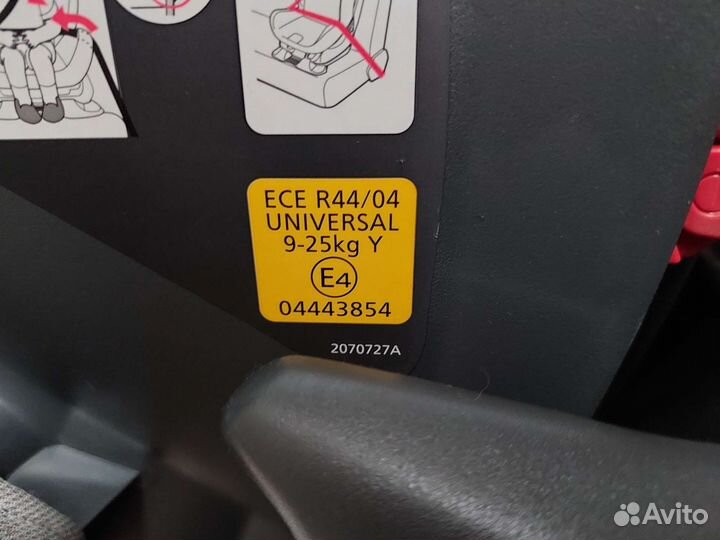 ECE R44/04
UNIVERSAL
9-25kg Y
E4
04443854
2070727A
Avito